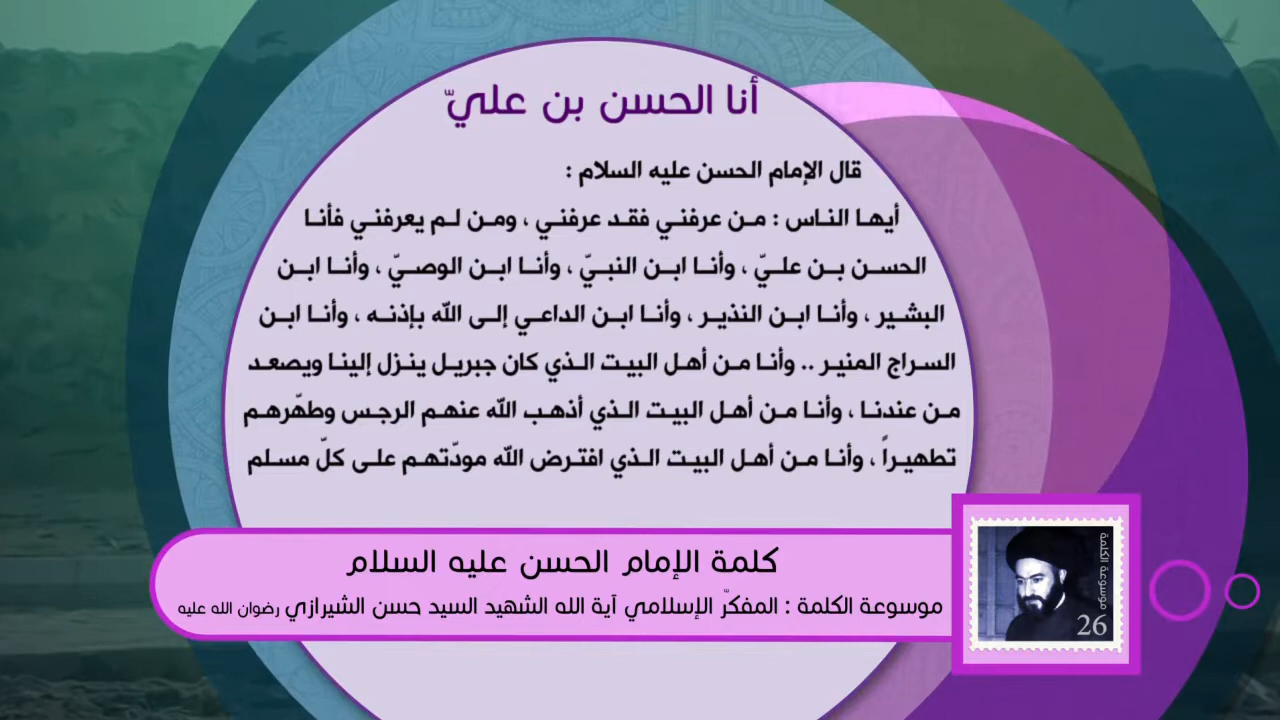 أنا الحسن بن عليّ
قال الإمام الحسن عليه السلام :
أيها الناس : من عرفني فقد عرفني ، ومن لم يعرفني فأنا
الحسن بن عليّ ، وأنا ابن النبيّ ، وأنا ابن الوصيّ ، وأنا ابن
البشير ، وأنا ابن النذير ، وأنا ابن الداعي إلى الله بإذنه ، وأنا ابن
السراج المنير .. وأنا من أهل البيت الذي كان جبريل ينزل إلينا ويصعد
من عندنا ، وأنا من أهل البيت الذي أذهب الله عنهم الرجس وطهّرهم
تطهيراً ، وأنا من أهل البيت الذي افترض الله مودّتهم على كلّ مسلم
كلمة الإمام الحسن عليه السلام
موسوعة الكلمة : المفكّر الإسلامي آية الله الشهيد السيد حسن الشيرازي رضوان الله عليه
موسوعة الكلمة
26